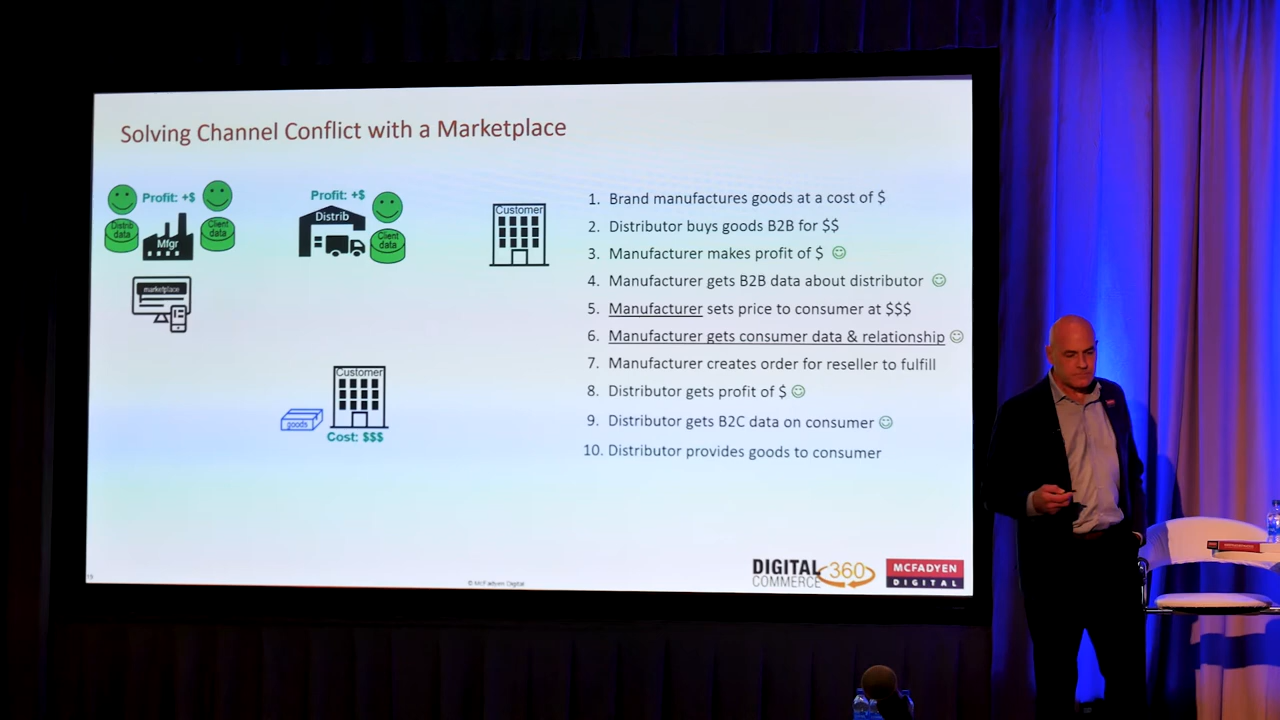 Solving Channel Conflict with a Marketplace
Profit: +$
Distrib
data
Mfgr
Client
data
marketplace
Profit: +$
Distrib
Client
data
Customer
goods
Customer
Cost: $$$
1. Brand manufactures goods at a cost of $
2. Distributor buys goods B2B for $$
3. Manufacturer makes profit of $ ☺
4. Manufacturer gets B2B data about distributor ☺
5. Manufacturer sets price to consumer at $$$
6. Manufacturer gets consumer data & relationship ☺
7. Manufacturer creates order for reseller to fulfill
8. Distributor gets profit of $ ☺
9. Distributor gets B2C data on consumer ☺
10. Distributor provides goods to consumer
© McFadyen Digital
DIGITAL
COMMERCE 360
MCFADYEN
DIGITAL